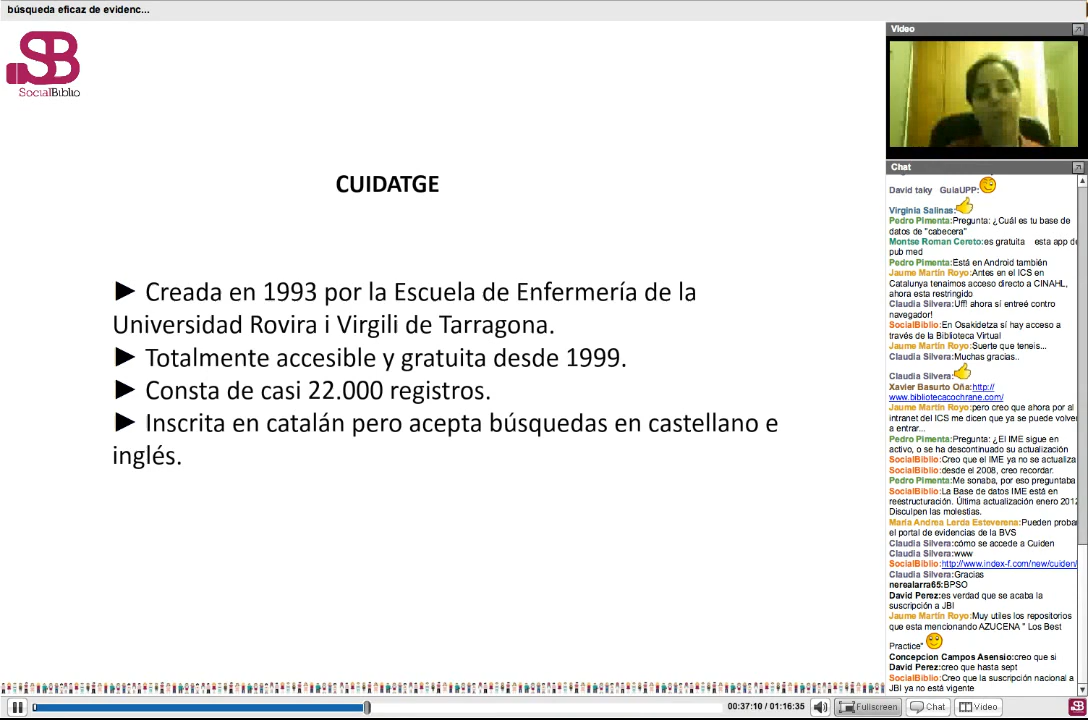 búsqueda eficaz de evidenc...
SB
SocialBiblio
CUIDATGE
► Creada en 1993 por la Escuela de Enfermería de la
Universidad Rovira i Virgili de Tarragona.
► Totalmente accesible y gratuita desde 1999.
► Consta de casi 22.000 registros.
► Inscrita en catalán pero acepta búsquedas en castellano e
inglés.
Video
Chat
David taky GuiaUPP:
Virginia Salinas:
Pedro Pimenta:Pregunta: ¿Cuál es tu base de
datos de "cabecera"
Montse Roman Cereto:es gratuita esta app de
pub med
Pedro Pimenta:Está en Android también
Jaume Martín Royo:Antes en el ICS en
Catalunya teniamos acceso directo a CINAHL,
ahora esta restringido
Claudia Silvera:Uff! ahora sí entreé contro
navegador!
SocialBiblio:En Osakidetza sí hay acceso a
través de la Biblioteca Virtual
Jaume Martín Royo:Suerte que teneis...
Claudia Silvera:Muchas gracias..
Claudia Silvera:
Xavier Basurto Oña:http://
www.bibliotecacochrane.com/
Jaume Martín Royo:pero creo que ahora por al
intranet del ICS me dicen que ya se puede volve
a entrar...
Pedro Pimenta:Pregunta: ¿El IME sigue en
activo, o se ha descontinuado su actualización
SocialBiblio:Creo que el IME ya no se actualiza
SocialBiblio:desde el 2008, creo recordar.
Pedro Pimenta:Me sonaba, por eso preguntaba
SocialBiblio:La Base de datos IME está en
reestructuración. Última actualización enero 2012
Disculpen las molestias.
María Andrea Lerda Esteverena:Pueden proba
el portal de evidencias de la BVS
Claudia Silvera:cómo se accede a Cuiden
Claudia Silvera:www
SocialBiblio:http://www.index-f.com/new/cuiden/
Claudia Silvera:Gracias
nerealarra65:BPSO
David Perez:es verdad que se acaba la
suscripción a JBI
Jaume Martín Royo:Muy utiles los repositorios
que esta mencionando AZUCENA " Los Best
Practice"
Concepcion Campos Asensio:creo que si
David Perez:creo que hasta sept
SocialBiblio:Creo que la suscripción nacional a
JBI ya no está vigente
00:37:10 / 01:16:35
Fullscreen
Chat
Video
SB